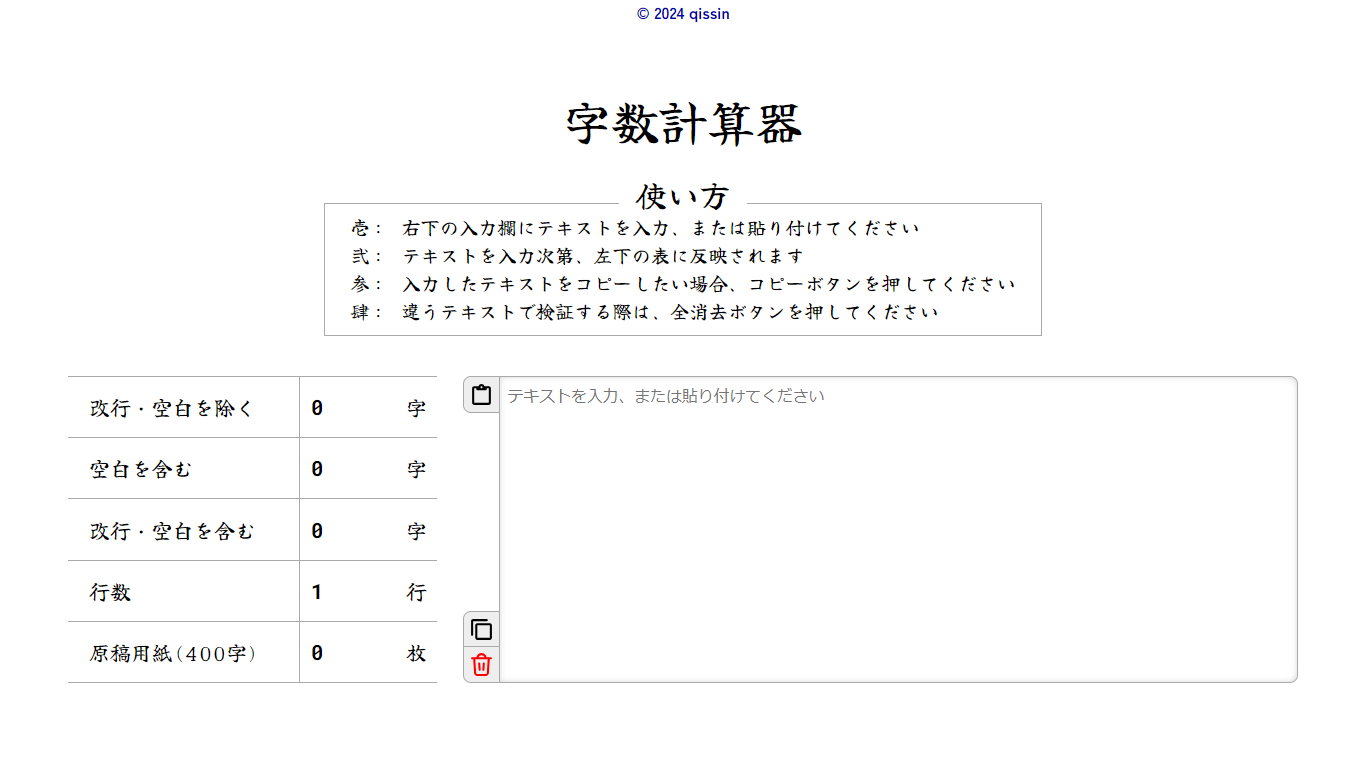 © 2024 qissin
字数計算器
使い方
壱： 右下の入力欄にテキストを入力、または貼り付けてください
弐： テキストを入力次第、左下の表に反映されます
参： 入力したテキストをコピーしたい場合、コピーボタンを押してください
肆： 違うテキストで検証する際は、全消去ボタンを押してください
改行・空白を除く 0 字
空白を含む 0 字
改行・空白を含む 0 字
行数 1 行
原稿用紙(400字) 0 枚
テキストを入力、または貼り付けてください